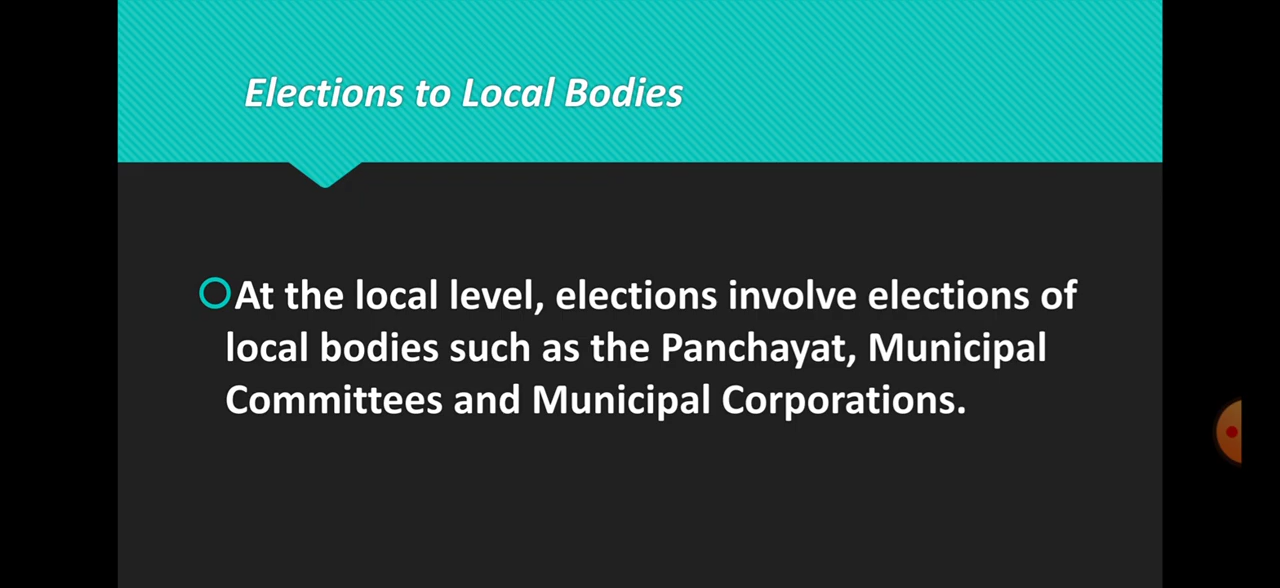 Elections to Local Bodies
At the local level, elections involve elections of
local bodies such as the Panchayat, Municipal
Committees and Municipal Corporations.